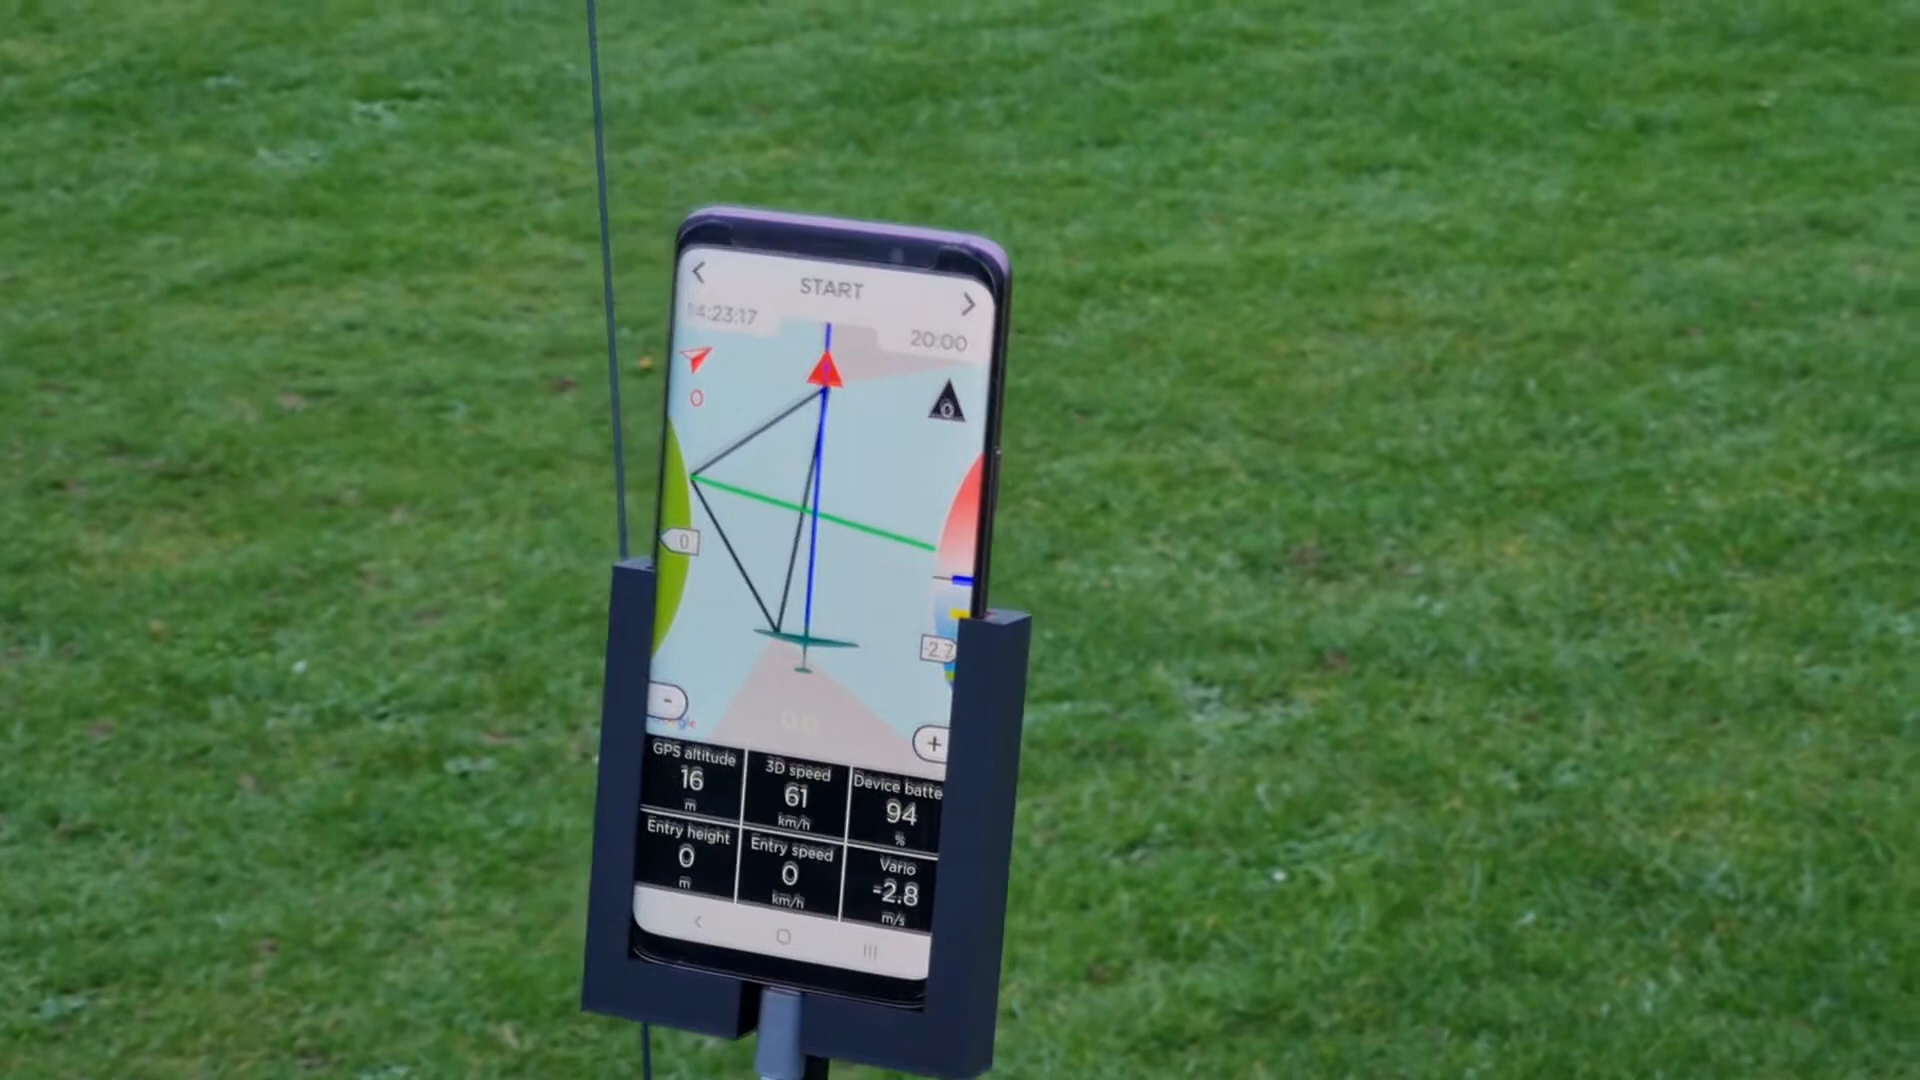 START
14:23:17
20:00
0
0
0
-2.7
-
+
GPS altitude
16
m
3D speed
61
km/h
Device batte
94
%
Entry height
0
m
Entry speed
0
km/h
Vario
-2.8
m/s